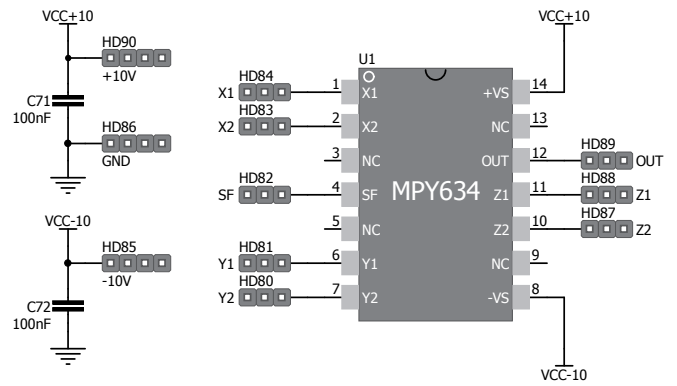 VCC+10
HD90
+10V
C71
100nF
HD86
GND
VCC-10
HD85
-10V
C72
100nF
U1
VCC+10
X1 HD84 1 X1
X2 HD83 2 X2
3 NC
SF HD82 4 SF
5 NC
Y1 HD81 6 Y1
Y2 HD80 7 Y2
MPY634
+VS 14
NC 13
OUT 12 HD89 OUT
Z1 11 HD88 Z1
Z2 10 HD87 Z2
NC 9
-VS 8
VCC-10